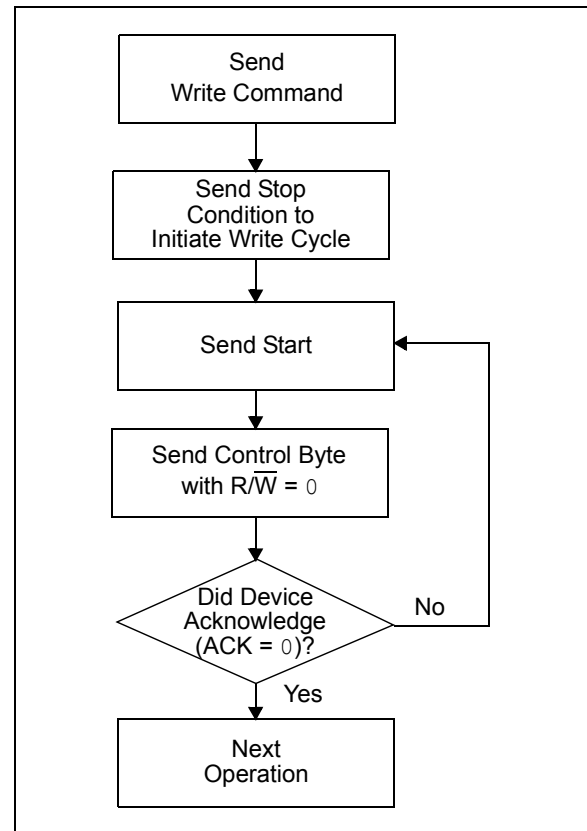 Send
Write Command
Send Stop
Condition to
Initiate Write Cycle
Send Start
Send Control Byte
with R/W̅ = 0
Did Device
Acknowledge
(ACK = 0)?
No
Yes
Next
Operation